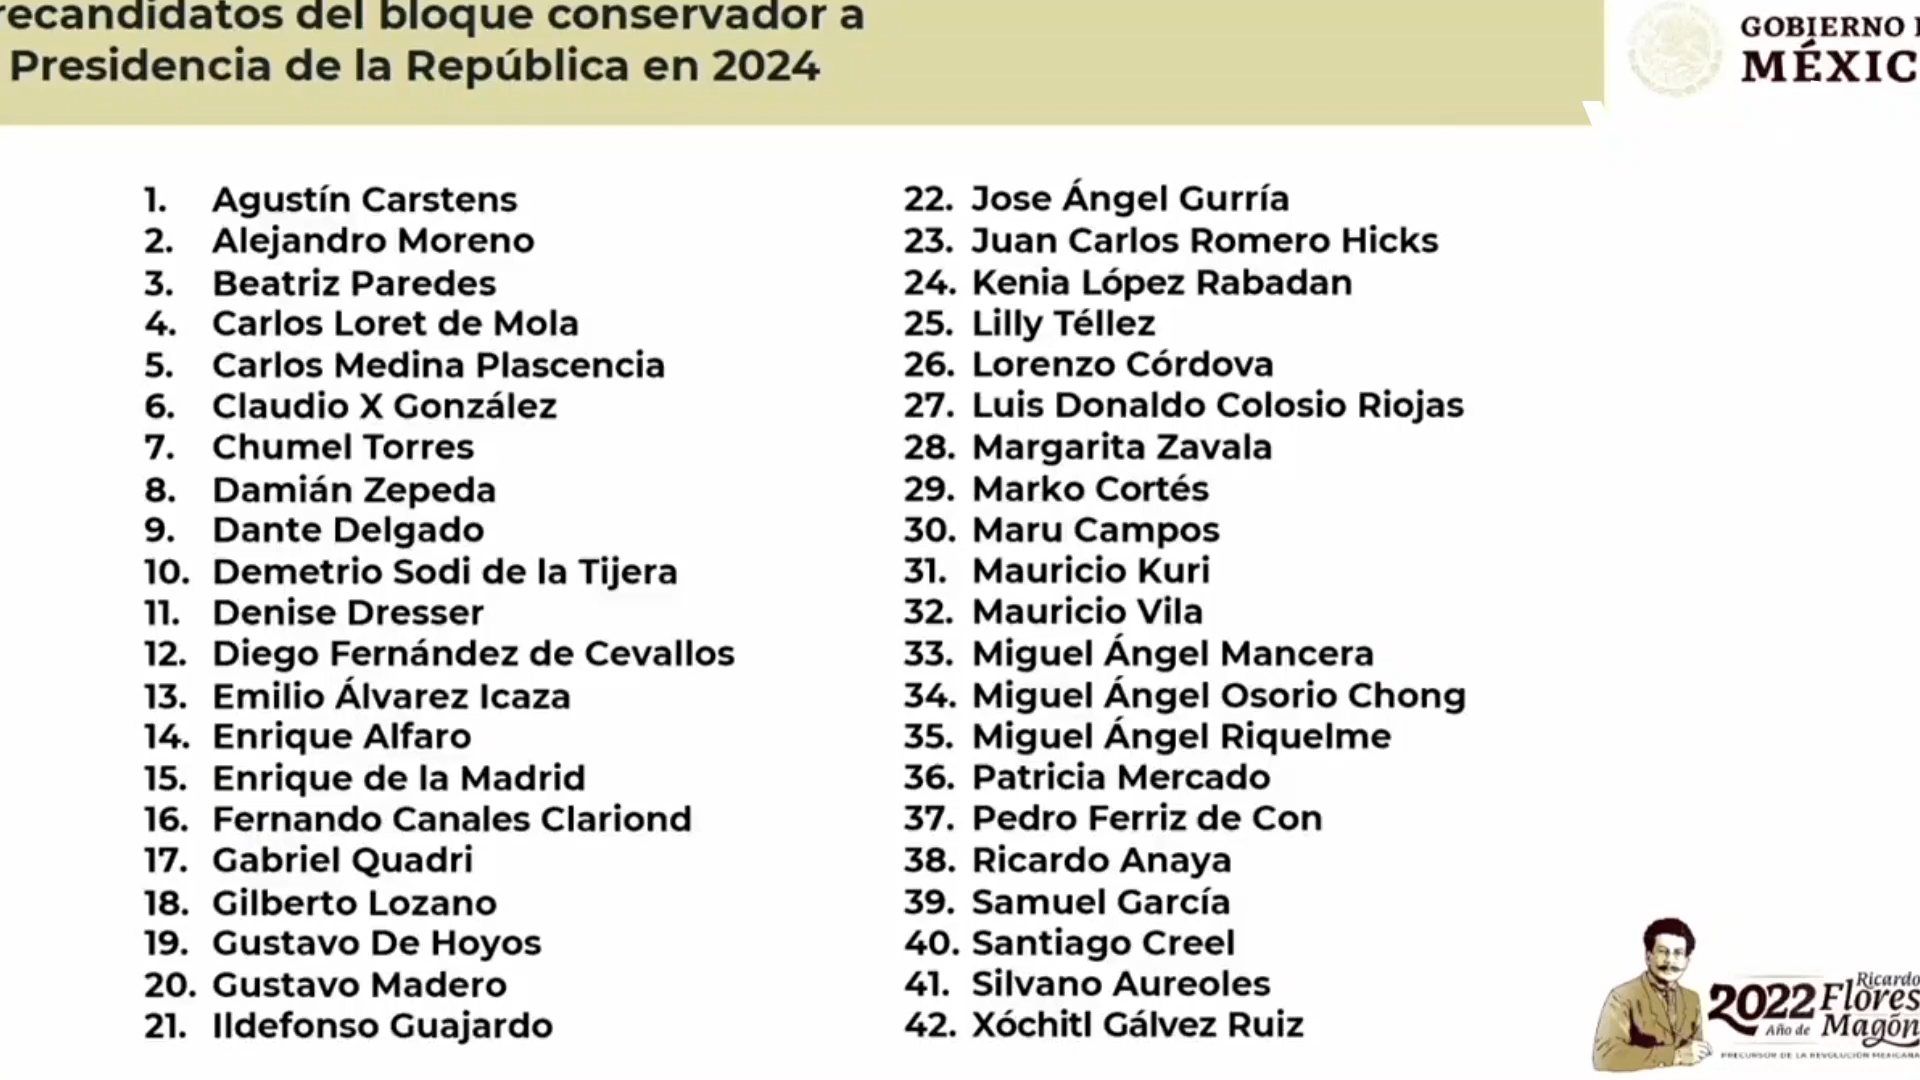 recandidatos del bloque conservador a
Presidencia de la República en 2024
GOBIERNO
MÉXIC
1. Agustín Carstens
2. Alejandro Moreno
3. Beatriz Paredes
4. Carlos Loret de Mola
5. Carlos Medina Plascencia
6. Claudio X González
7. Chumel Torres
8. Damián Zepeda
9. Dante Delgado
10. Demetrio Sodi de la Tijera
11. Denise Dresser
12. Diego Fernández de Cevallos
13. Emilio Álvarez Icaza
14. Enrique Alfaro
15. Enrique de la Madrid
16. Fernando Canales Clariond
17. Gabriel Quadri
18. Gilberto Lozano
19. Gustavo De Hoyos
20. Gustavo Madero
21. Ildefonso Guajardo
22. Jose Ángel Gurría
23. Juan Carlos Romero Hicks
24. Kenia López Rabadan
25. Lilly Téllez
26. Lorenzo Córdova
27. Luis Donaldo Colosio Riojas
28. Margarita Zavala
29. Marko Cortés
30. Maru Campos
31. Mauricio Kuri
32. Mauricio Vila
33. Miguel Ángel Mancera
34. Miguel Ángel Osorio Chong
35. Miguel Ángel Riquelme
36. Patricia Mercado
37. Pedro Ferriz de Con
38. Ricardo Anaya
39. Samuel García
40. Santiago Creel
41. Silvano Aureoles
42. Xóchitl Gálvez Ruiz
Ricardo
2022 Flores
Año de Magón
PRECURSOR DE LA REVOLUCIÓN MEXICANA